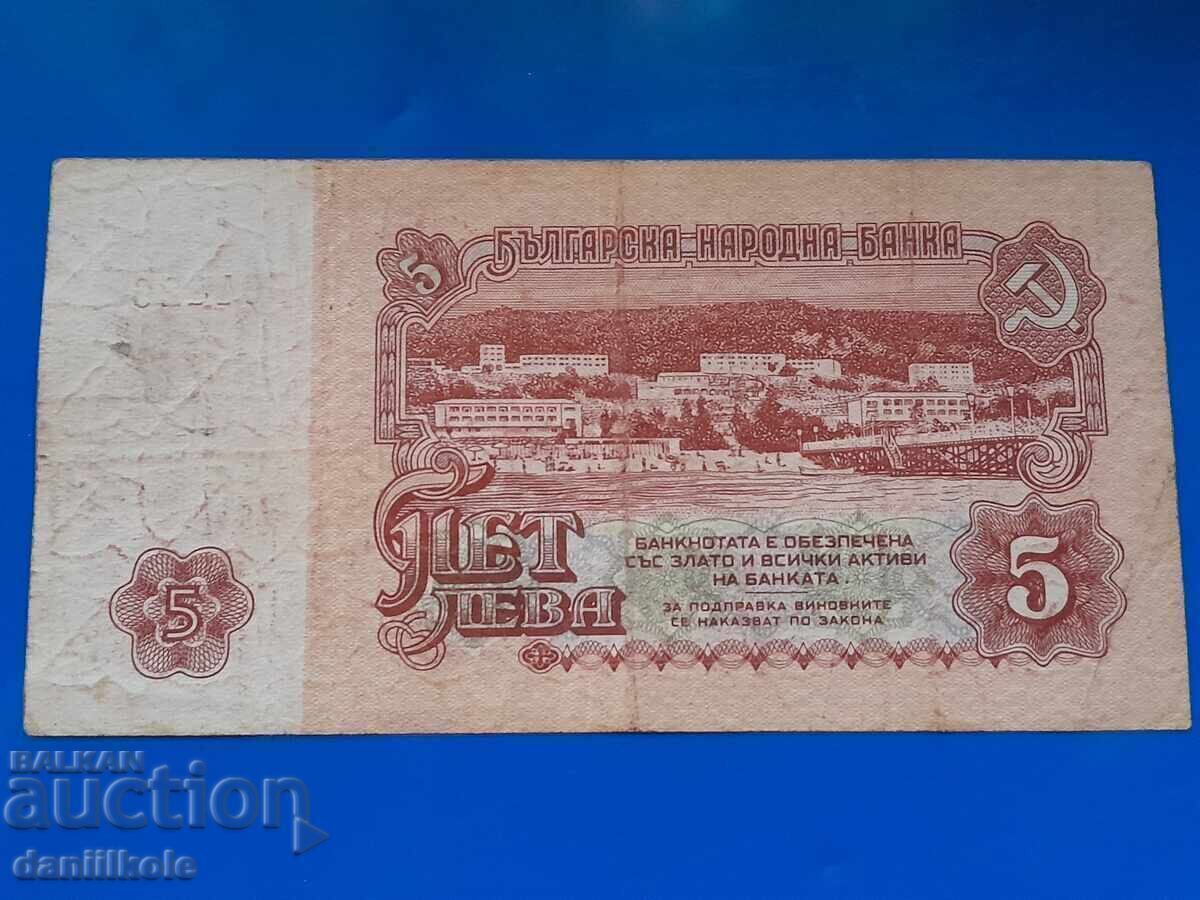 БЪЛГАРСКА НАРОДНА БАНКА
5
ПЕТ
ЛЕВА
БАНКНОТАТА Е ОБЕЗПЕЧЕНА
СЪС ЗЛАТО И ВСИЧКИ АКТИВИ
НА БАНКАТА.
ЗА ПОДПРАВКА ВИНОВНИТЕ
СЕ НАКАЗВАТ ПО ЗАКОНА
5
5
BALKAN
auction
daniilkole